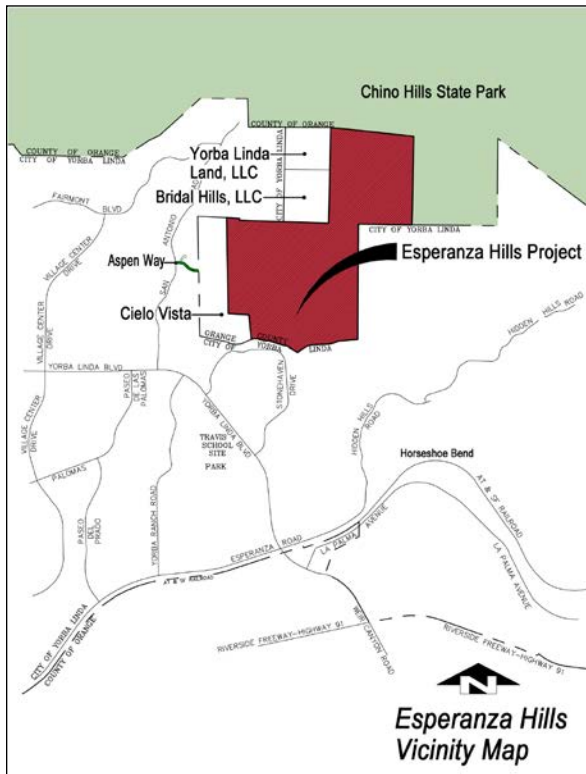 Chino Hills State Park
COUNTY OF ORANGE
COUNTY OF ORANGE
CITY OF YORBA LINDA
Yorba Linda
Land, LLC
CITY OF YORBA LINDA
Bridal Hills, LLC
FAIRMONT BLVD
CITY OF YORBA LINDA
VILLAGE CENTER
DRIVE
SAN ANTONIO
Esperanza Hills Project
Aspen Way
Cielo Vista
ORANGE COUNTY
CITY OF YORBA LINDA
HIDDEN HILLS ROAD
VILLAGE CENTER
DRIVE
YORBA LINDA BLVD
PASEO
DE LAS
PALOMAS
STONEHAVEN
DRIVE
YORBA LINDA BLVD
VILLAGE CENTER
DRIVE
TRAVIS
SCHOOL
SITE
PARK
HIDDEN HILLS
ROAD
Horseshoe Bend
PALOMAS
AT & SF RAILROAD
PASEO
DEL
PRADO
YORBA RANCH ROAD
ESPERANZA ROAD
LA PALMA AVENUE
LA PALMA
AVENUE
AT & SF RAILROAD
CITY OF YORBA LINDA
COUNTY OF ORANGE
RIVERSIDE FREEWAY-HIGHWAY 91
WEIR CANYON ROAD
RIVERSIDE FREEWAY-HIGHWAY 91
N
Esperanza Hills
Vicinity Map